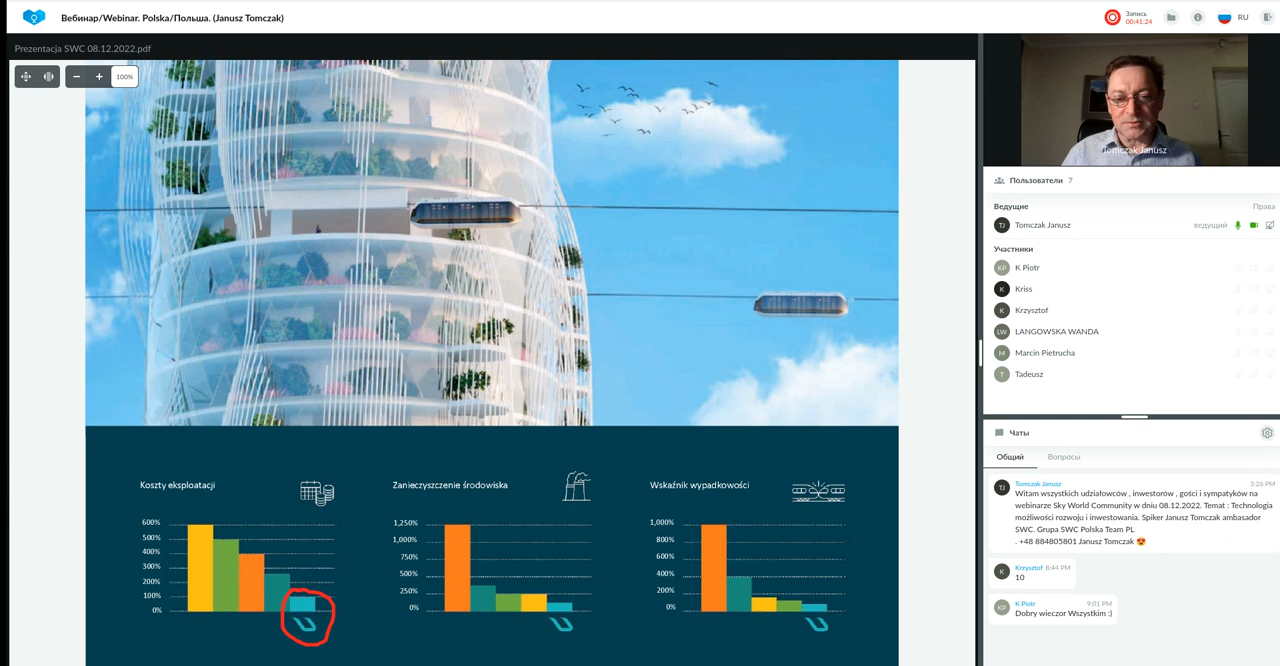 Вебинар/Webinar. Polska/Польша. (Janusz Tomczak)
Запись
00:41:24
RU
Prezentacja SWC 08.12.2022.pdf
100%
Tomczak Janusz
Koszty eksploatacji
600%
500%
400%
300%
200%
100%
0%
Zanieczyszczenie środowiska
1,250%
1,000%
750%
500%
250%
0%
Wskaźnik wypadkowości
1,000%
800%
600%
400%
200%
0%
Пользователи 7
Ведущие Права
TJ Tomczak Janusz ведущий
Участники
KP K Piotr
K Kriss
K Krzysztof
LW LANGOWSKA WANDA
M Marcin Pietrucha
T Tadeusz
Чаты
Общий Вопросы
TJ Tomczak Janusz 3:26 PM
Witam wszystkich udziałowców , inwestorów , gości i sympatyków na
webinarze Sky World Community w dniu 08.12.2022. Temat : Technologia
możliwości rozwoju i inwestowania. Spiker Janusz Tomczak ambasador
SWC. Grupa SWC Polska Team PL
. +48 884805801 Janusz Tomczak 😍
K Krzysztof 8:44 PM
10
KP K Piotr 9:01 PM
Dobry wieczor Wszystkim :)